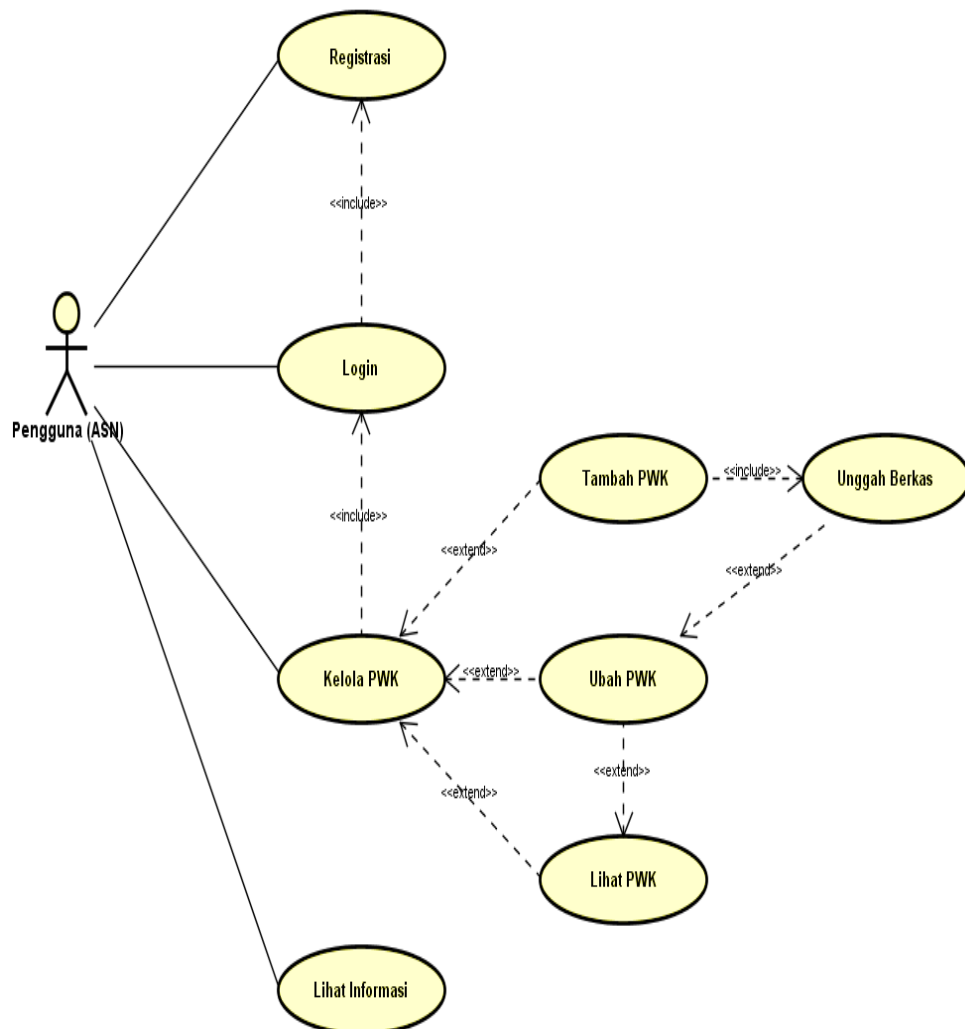 Registrasi
<<include>>
Login
Pengguna (ASN)
<<include>>
Tambah PWK
<<include>>
Unggah Berkas
<<extend>>
<<extend>>
Kelola PWK
<<extend>>
Ubah PWK
<<extend>>
<<extend>>
Lihat PWK
Lihat Informasi